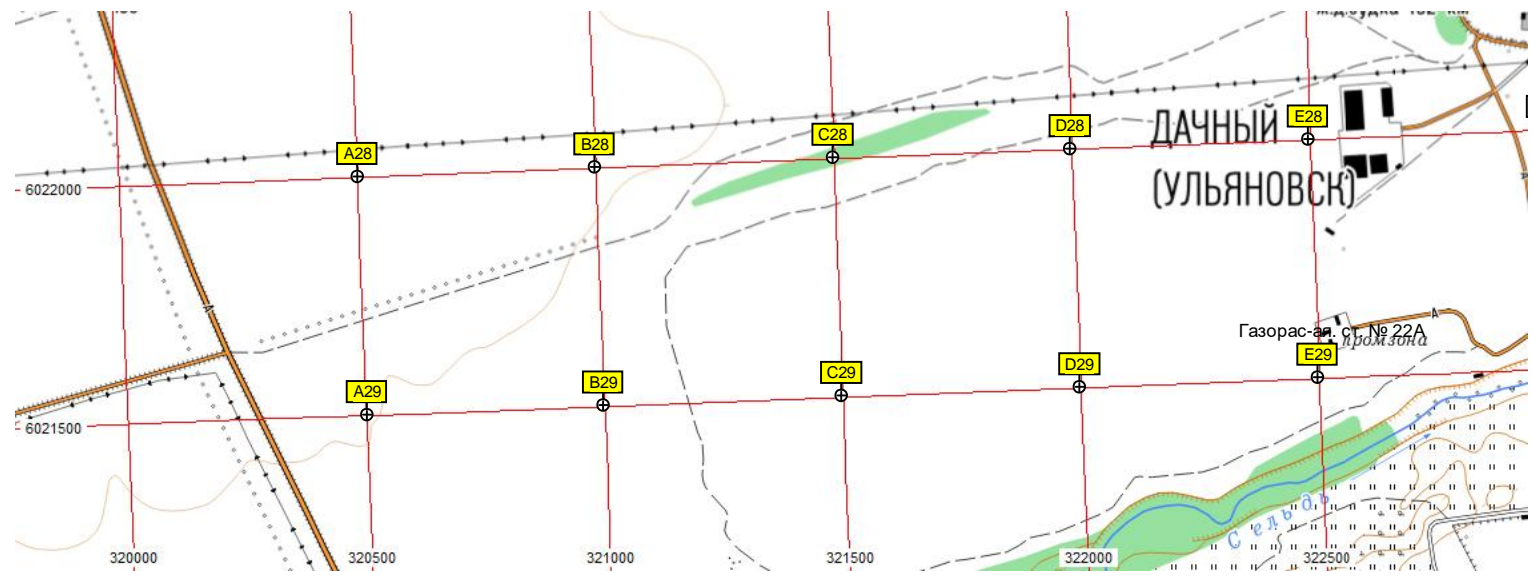 A28
B28
C28
D28
E28
6022000
ДАЧНЫЙ
(УЛЬЯНОВСК)
А
А
Газорас-ая. ст. № 22А
промзона
A29
B29
C29
D29
E29
6021500
Сельдь
320000
320500
321000
321500
322000
322500